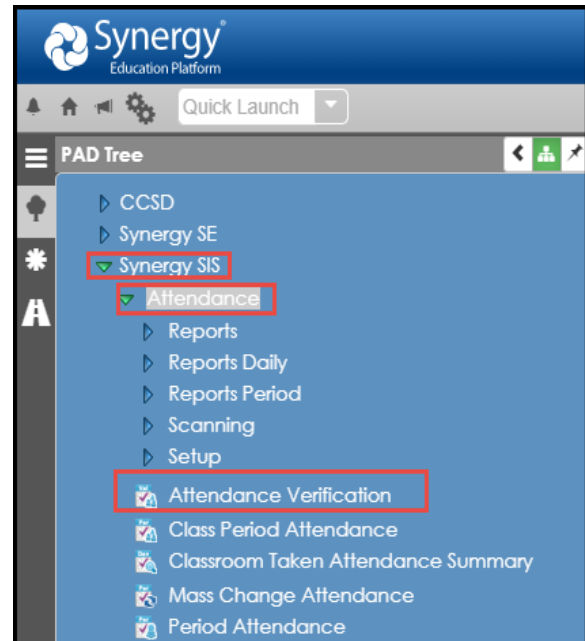 Synergy
Education Platform
Quick Launch
PAD Tree
CCSD
Synergy SE
Synergy SIS
Attendance
Reports
Reports Daily
Reports Period
Scanning
Setup
Attendance Verification
Class Period Attendance
Classroom Taken Attendance Summary
Mass Change Attendance
Period Attendance